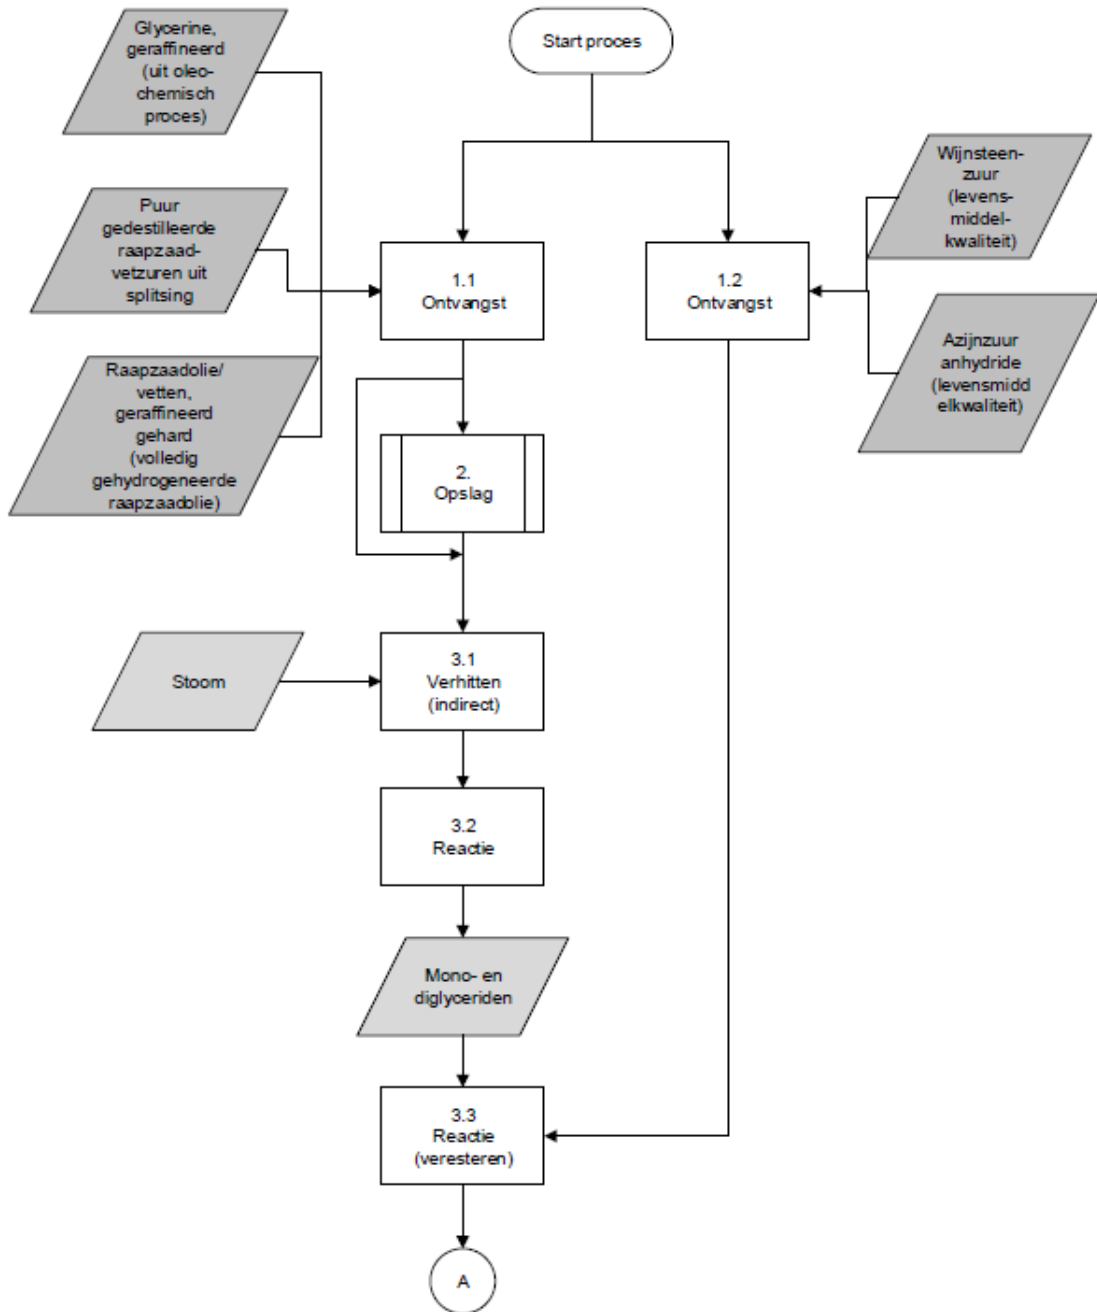 Glycerine,
geraffineerd
(uit oleo-
chemisch
proces)
Start proces
Wijnsteen-
zuur
(levens-
middel-
kwaliteit)
Puur
gedestilleerde
raapzaad-
vetzuren uit
splitsing
1.1
Ontvangst
1.2
Ontvangst
Azijnzuur
anhydride
(levensmidd
elkwaliteit)
Raapzaadolie/
vetten,
geraffineerd
gehard
(volledig
gehydrogeneerde
raapzaadolie)
2.
Opslag
Stoom
3.1
Verhitten
(indirect)
3.2
Reactie
Mono- en
diglyceriden
3.3
Reactie
(veresteren)
A